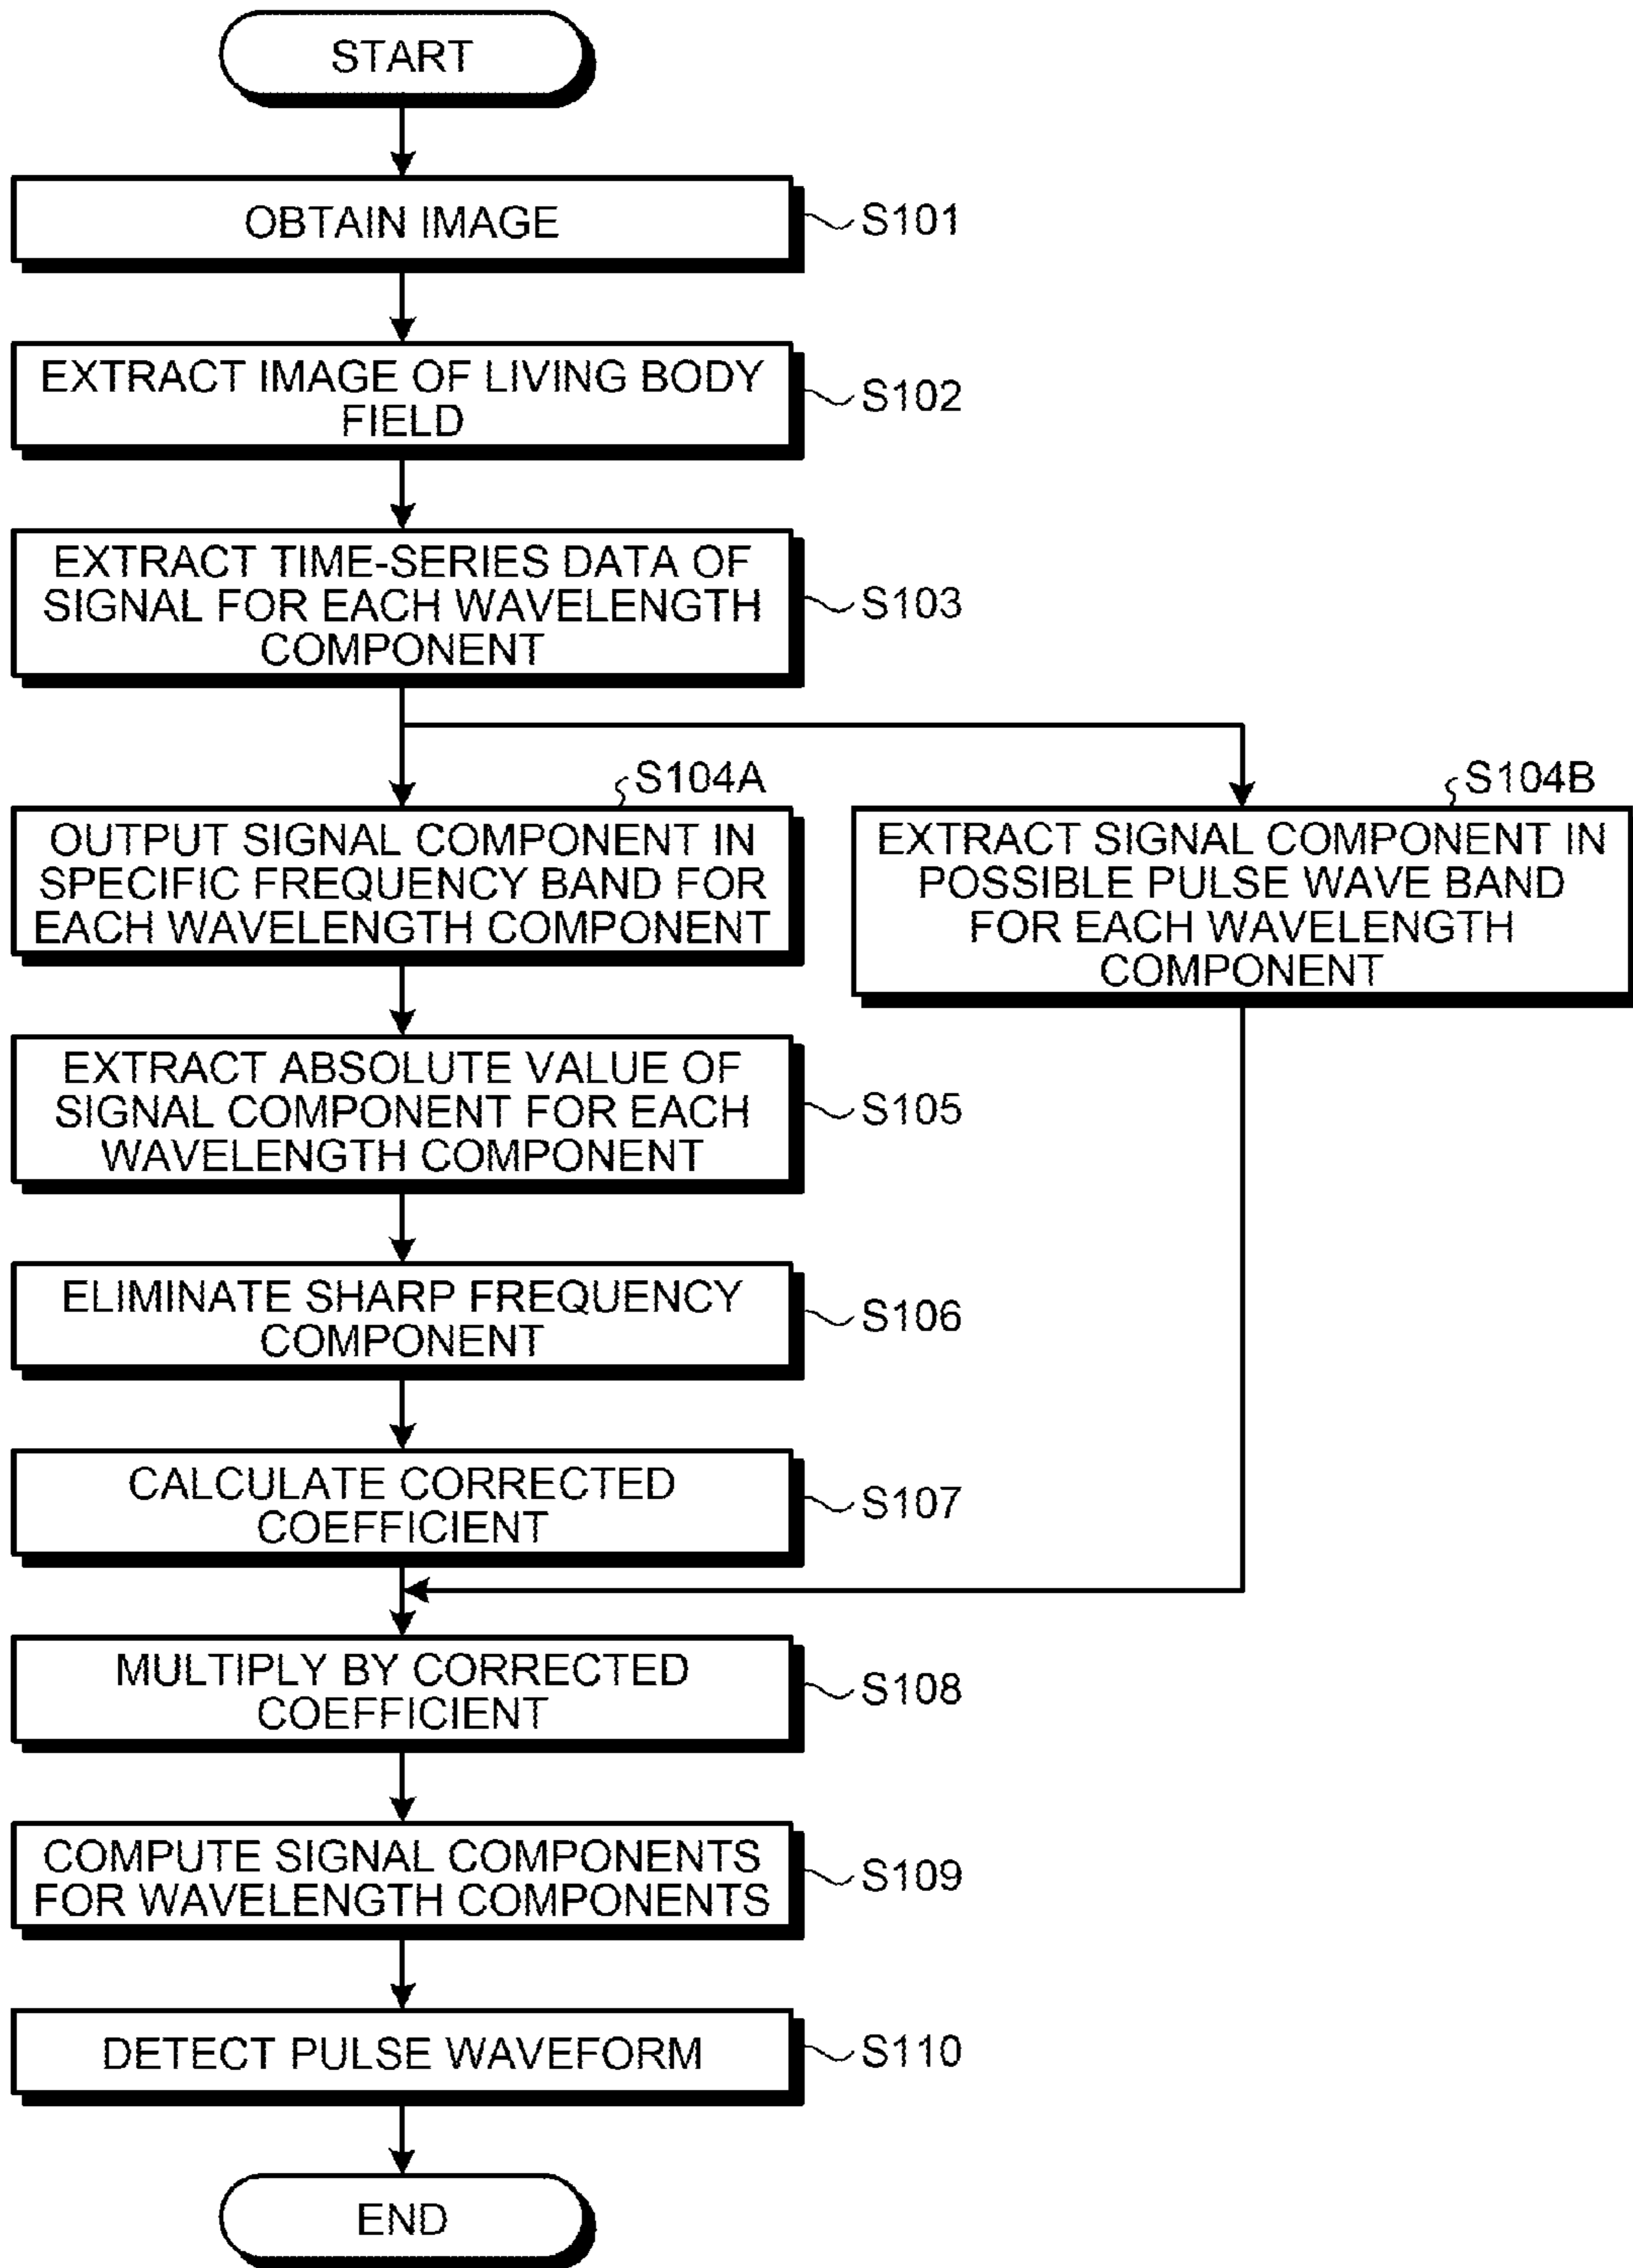 START
OBTAIN IMAGE
S101
EXTRACT IMAGE OF LIVING BODY
FIELD
S102
EXTRACT TIME-SERIES DATA OF
SIGNAL FOR EACH WAVELENGTH
COMPONENT
S103
S104A
OUTPUT SIGNAL COMPONENT IN
SPECIFIC FREQUENCY BAND FOR
EACH WAVELENGTH COMPONENT
S104B
EXTRACT SIGNAL COMPONENT IN
POSSIBLE PULSE WAVE BAND
FOR EACH WAVELENGTH
COMPONENT
EXTRACT ABSOLUTE VALUE OF
SIGNAL COMPONENT FOR EACH
WAVELENGTH COMPONENT
S105
ELIMINATE SHARP FREQUENCY
COMPONENT
S106
CALCULATE CORRECTED
COEFFICIENT
S107
MULTIPLY BY CORRECTED
COEFFICIENT
S108
COMPUTE SIGNAL COMPONENTS
FOR WAVELENGTH COMPONENTS
S109
DETECT PULSE WAVEFORM
S110
END